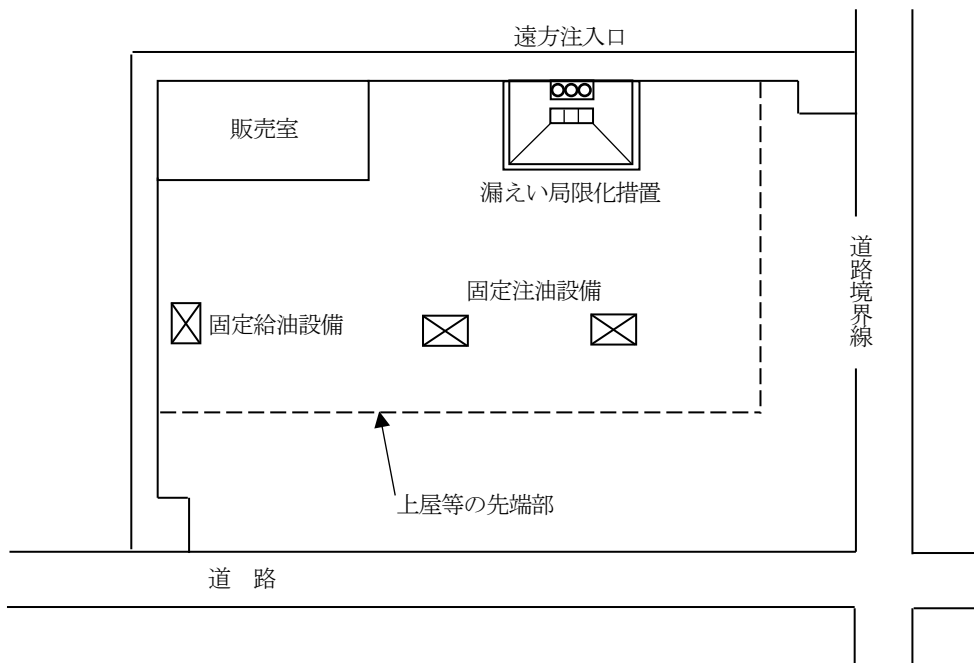 遠方注入口
販売室
漏えい局限化措置
道路境界線
固定注油設備
固定給油設備
上屋等の先端部
道　路